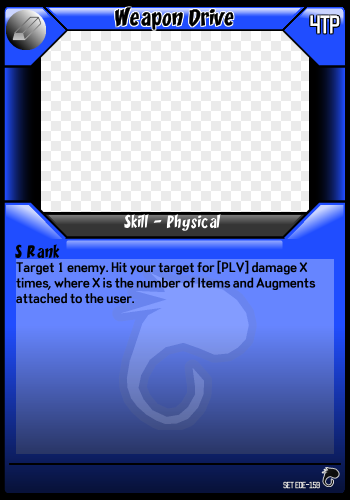 Weapon Drive
4TP
Skill - Physical
S Rank
Target 1 enemy. Hit your target for [PLV] damage X
times, where X is the number of Items and Augments
attached to the user.
SET EDE-159